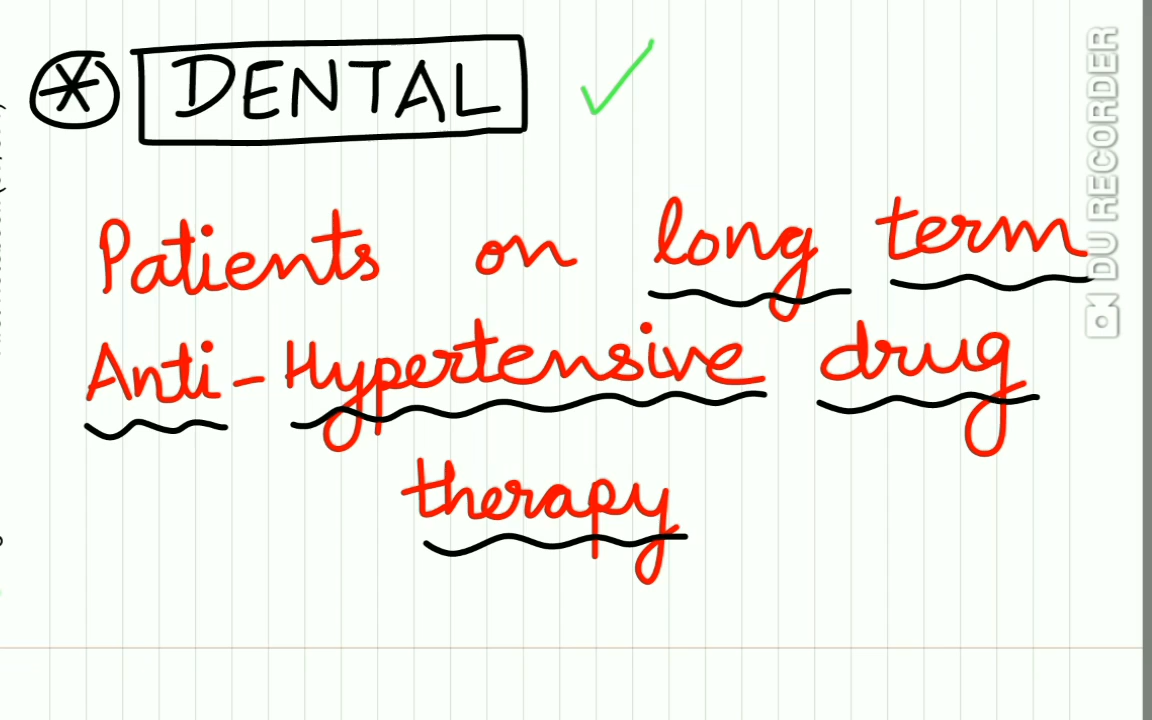 * DENTAL ✓
Patients on long term
Anti-Hypertensive drug
therapy
DU RECORDER